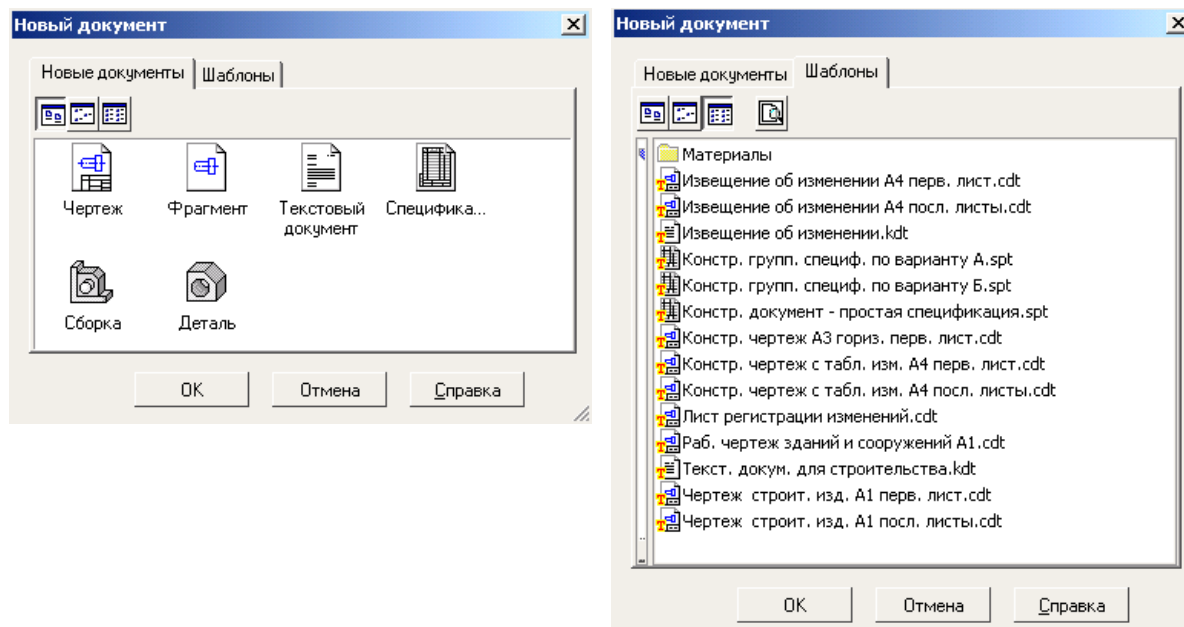 Новый документ
Новые документы
Шаблоны
Чертеж
Фрагмент
Текстовый
документ
Специфика...
Сборка
Деталь
OK
Отмена
Справка
Новый документ
Новые документы
Шаблоны
Материалы
Извещение об изменении А4 перв. лист.cdt
Извещение об изменении А4 посл. листы.cdt
Извещение об изменении.kdt
Констр. групп. специф. по варианту А.spt
Констр. групп. специф. по варианту Б.spt
Констр. документ - простая спецификация.spt
Констр. чертеж А3 гориз. перв. лист.cdt
Констр. чертеж с табл. изм. А4 перв. лист.cdt
Констр. чертеж с табл. изм. А4 посл. листы.cdt
Лист регистрации изменений.cdt
Раб. чертеж зданий и сооружений А1.cdt
Текст. докум. для строительства.kdt
Чертеж  строит. изд. А1 перв. лист.cdt
Чертеж  строит. изд. А1 посл. листы.cdt
OK
Отмена
Справка